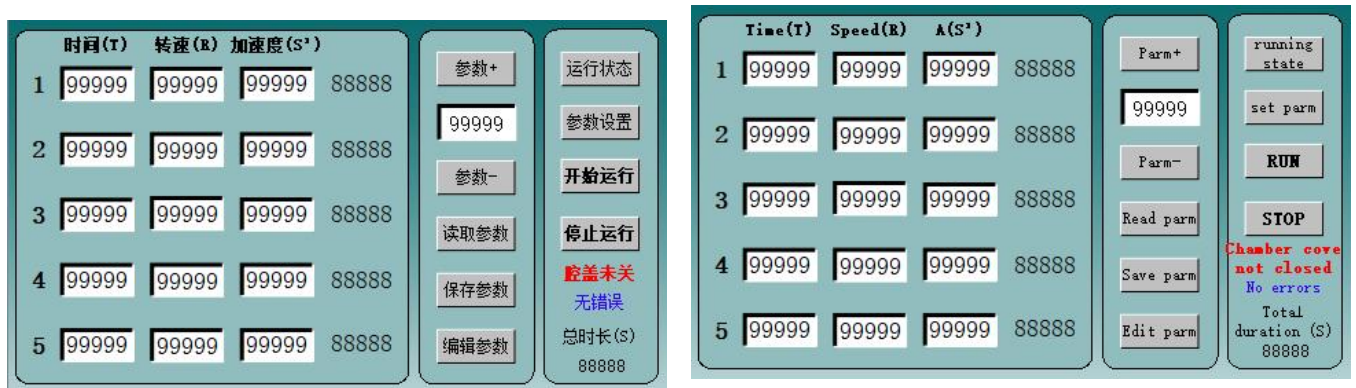 时间(T) 转速(R) 加速度(S²)
1 99999 99999 99999 88888
2 99999 99999 99999 88888
3 99999 99999 99999 88888
4 99999 99999 99999 88888
5 99999 99999 99999 88888
参数+
99999
参数-
读取参数
保存参数
编辑参数
运行状态
参数设置
开始运行
停止运行
腔盖未关
无错误
总时长(S)
88888
Time(T) Speed(R) A(S²)
1 99999 99999 99999 88888
2 99999 99999 99999 88888
3 99999 99999 99999 88888
4 99999 99999 99999 88888
5 99999 99999 99999 88888
Parm+
99999
Parm-
Read parm
Save parm
Edit parm
running
state
set parm
RUN
STOP
Chamber cove
not closed
No errors
Total
duration (S)
88888